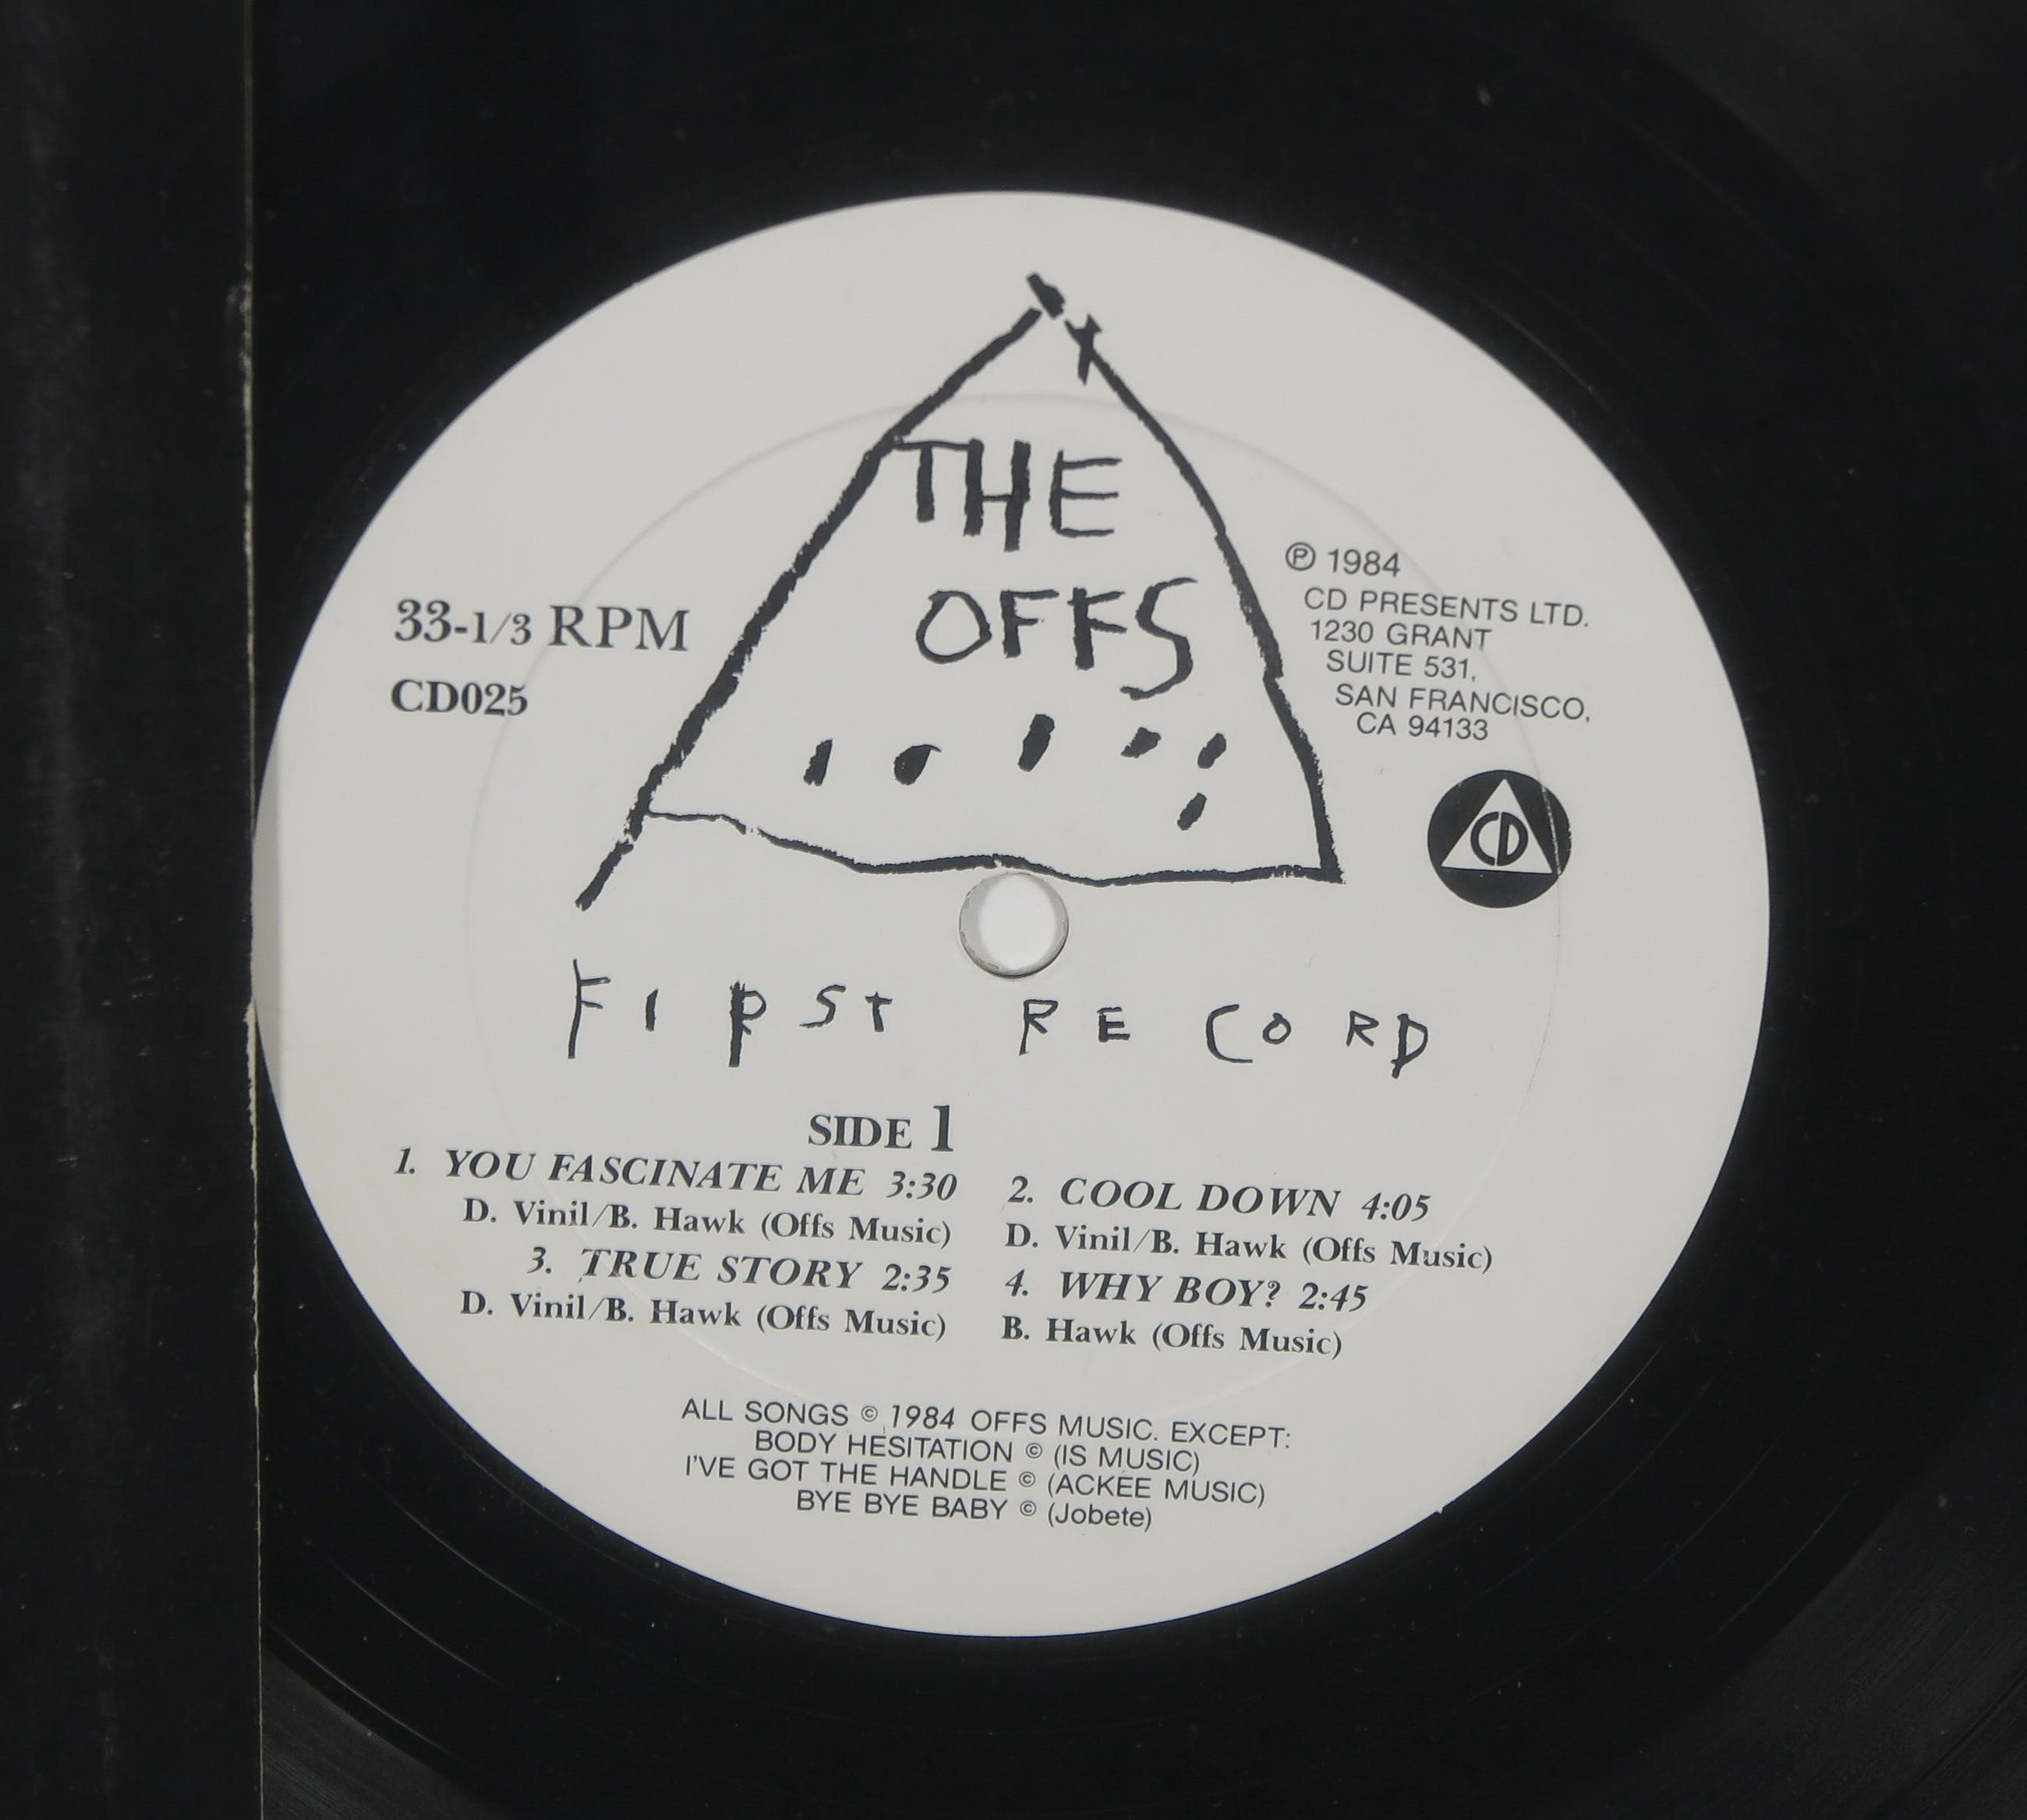 THE
OFFS
33-1/3 RPM
CD025
℗ 1984
CD PRESENTS LTD.
1230 GRANT
SUITE 531,
SAN FRANCISCO,
CA 94133
CD
FIRST RECORD
SIDE 1
1. YOU FASCINATE ME 3:30
D. Vinil/B. Hawk (Offs Music)
2. COOL DOWN 4:05
D. Vinil/B. Hawk (Offs Music)
3. TRUE STORY 2:35
D. Vinil/B. Hawk (Offs Music)
4. WHY BOY? 2:45
B. Hawk (Offs Music)
ALL SONGS © 1984 OFFS MUSIC. EXCEPT:
BODY HESITATION © (IS MUSIC)
I'VE GOT THE HANDLE © (ACKEE MUSIC)
BYE BYE BABY © (Jobete)